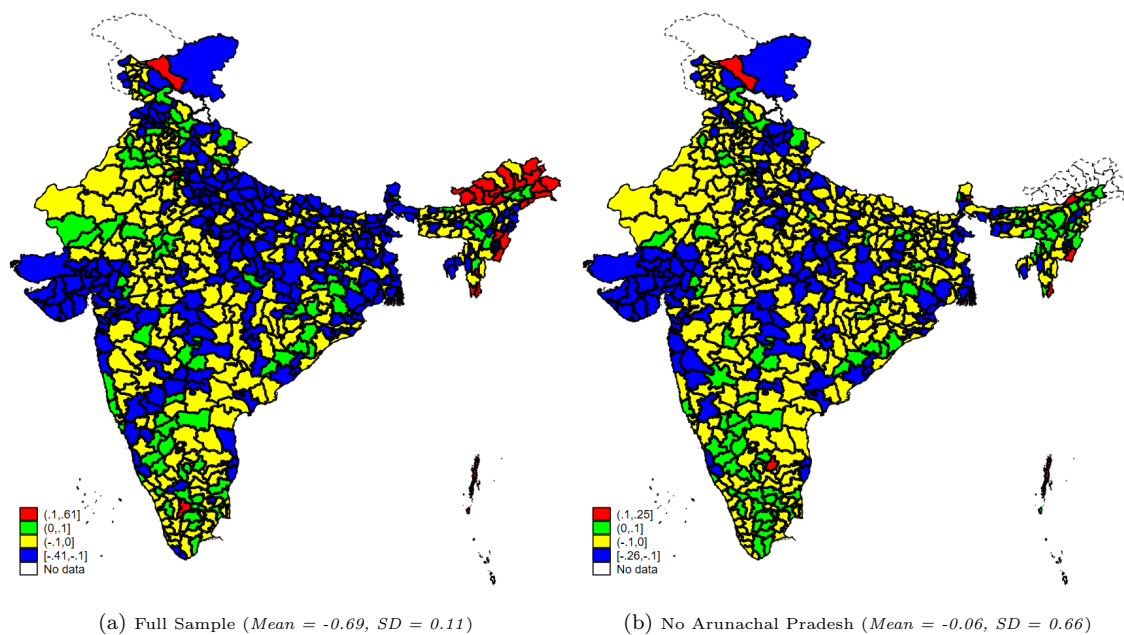 (.1,.61]
(0,.1]
(-.1,0]
[-.41,-.1]
No data
(.1,.25]
(0,.1]
(-.1,0]
[-.26,-.1]
No data
(a) Full Sample (Mean = -0.69, SD = 0.11)
(b) No Arunachal Pradesh (Mean = -0.06, SD = 0.66)